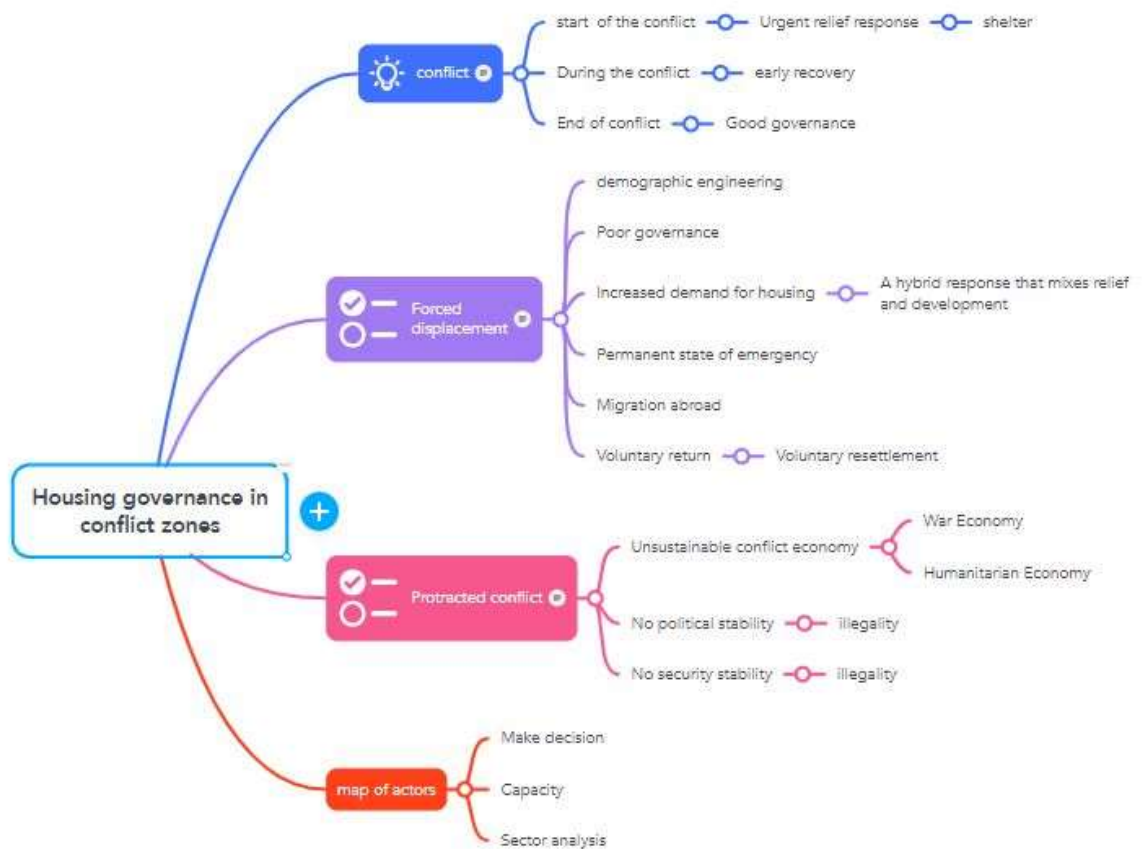 start of the conflict
Urgent relief response
shelter
conflict
During the conflict
early recovery
End of conflict
Good governance
demographic engineering
Poor governance
Forced
displacement
Increased demand for housing
A hybrid response that mixes relief
and development
Permanent state of emergency
Migration abroad
Voluntary return
Voluntary resettlement
Housing governance in
conflict zones
Protracted conflict
Unsustainable conflict economy
War Economy
Humanitarian Economy
No political stability
illegality
No security stability
illegality
map of actors
Make decision
Capacity
Sector analysis